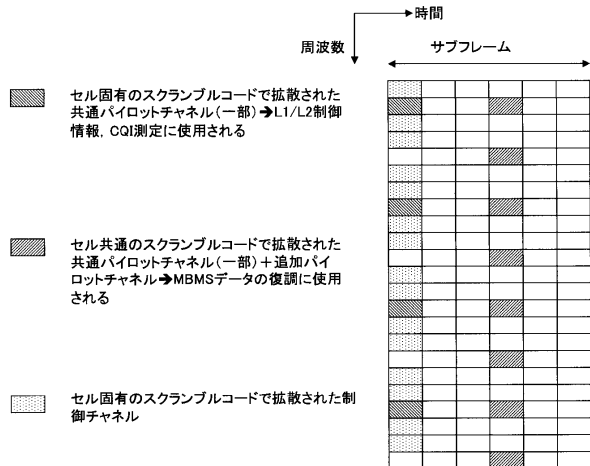 時間
周波数
サブフレーム
セル固有のスクランブルコードで拡散された
共通パイロットチャネル(一部)➔L1/L2制御
情報, CQI測定に使用される
セル共通のスクランブルコードで拡散された
共通パイロットチャネル(一部)+追加パイ
ロットチャネル➔MBMSデータの復調に使用
される
セル固有のスクランブルコードで拡散された制
御チャネル